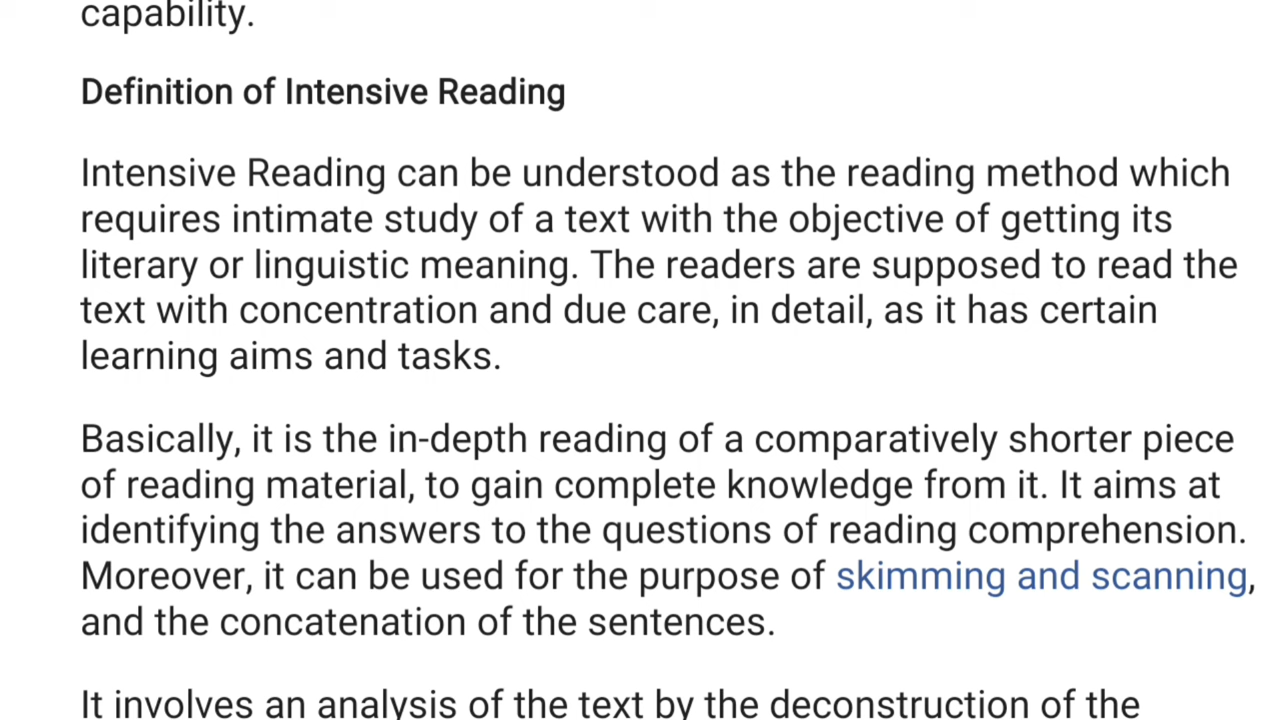 capability.
Definition of Intensive Reading
Intensive Reading can be understood as the reading method which
requires intimate study of a text with the objective of getting its
literary or linguistic meaning. The readers are supposed to read the
text with concentration and due care, in detail, as it has certain
learning aims and tasks.
Basically, it is the in-depth reading of a comparatively shorter piece
of reading material, to gain complete knowledge from it. It aims at
identifying the answers to the questions of reading comprehension.
Moreover, it can be used for the purpose of skimming and scanning,
and the concatenation of the sentences.
It involves an analysis of the text by the deconstruction of the